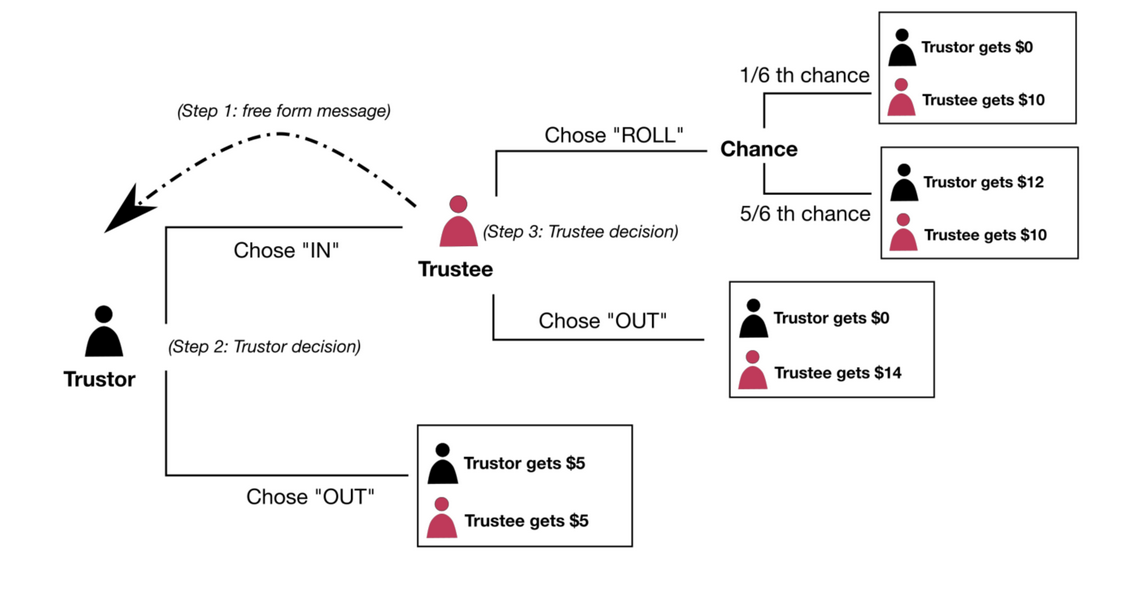 Trustor gets $0
1/6 th chance
Trustee gets $10
(Step 1: free form message)
Chose "ROLL"
Chance
Trustor gets $12
5/6 th chance
Trustee gets $10
(Step 3: Trustee decision)
Chose "IN"
Trustee
Chose "OUT"
Trustor gets $0
Trustee gets $14
(Step 2: Trustor decision)
Trustor
Trustor gets $5
Chose "OUT"
Trustee gets $5